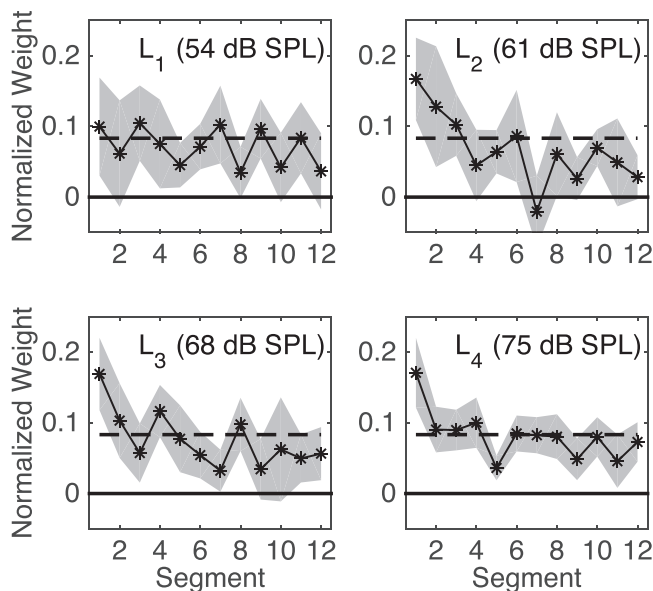 L1 (54 dB SPL)
L2 (61 dB SPL)
Normalized Weight
0.2
0.1
0
2 4 6 8 10 12
0.2
0.1
0
2 4 6 8 10 12
L3 (68 dB SPL)
L4 (75 dB SPL)
Normalized Weight
0.2
0.1
0
2 4 6 8 10 12
Segment
0.2
0.1
0
2 4 6 8 10 12
Segment